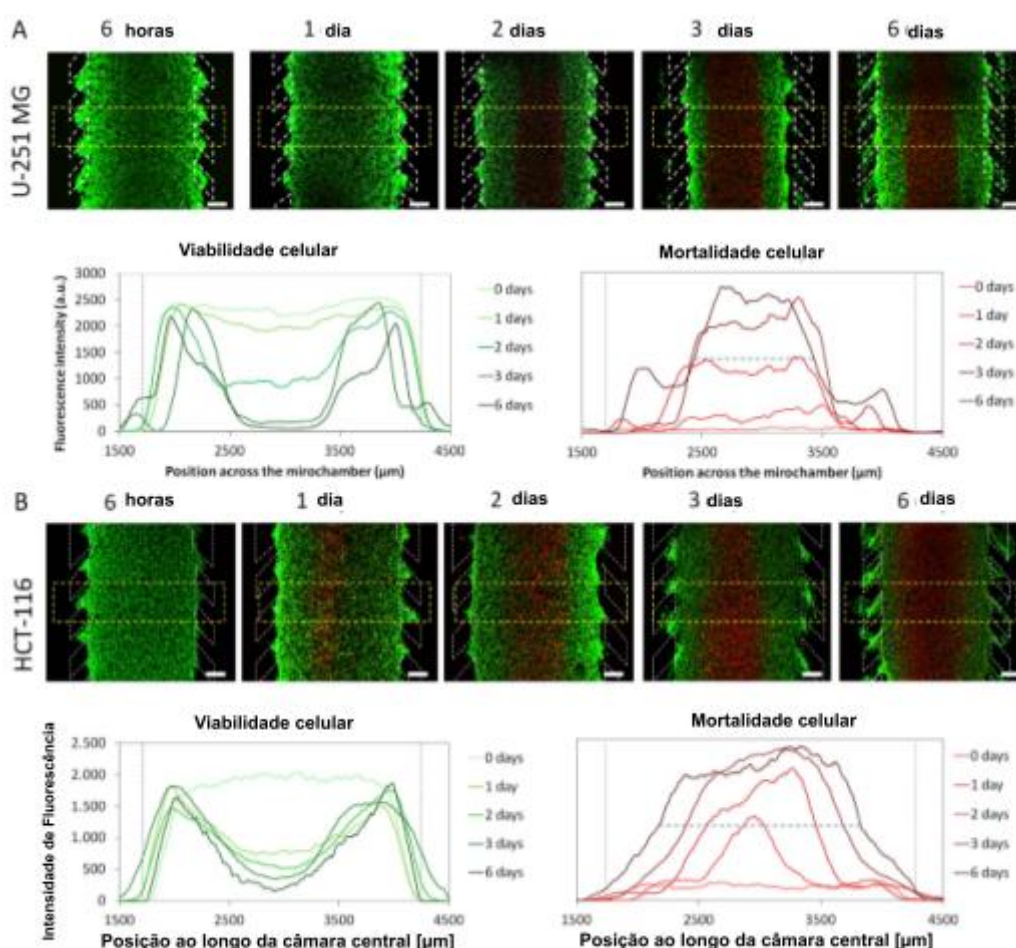 A
6 horas
1 dia
2 dias
3 dias
6 dias
U-251 MG
Viabilidade celular
Fluorescence intensity (a.u.)
3000
2500
2000
1500
1000
500
0
1500
2500
3500
4500
Position across the mirochamber (µm)
0 days
1 day
2 days
3 days
6 days
Mortalidade celular
1500
2500
3500
4500
Position across the mirochamber (µm)
0 days
1 day
2 days
3 days
6 days
B
6 horas
1 dia
2 dias
3 dias
6 dias
HCT-116
Viabilidade celular
Intensidade de Fluorescência
2.500
2.000
1.500
1.000
500
0
1500
2500
3500
4500
Posição ao longo da câmara central [µm]
0 days
1 day
2 days
3 days
6 days
Mortalidade celular
1500
2500
3500
4500
Posição ao longo da câmara central [µm]
0 days
1 day
2 days
3 days
6 days